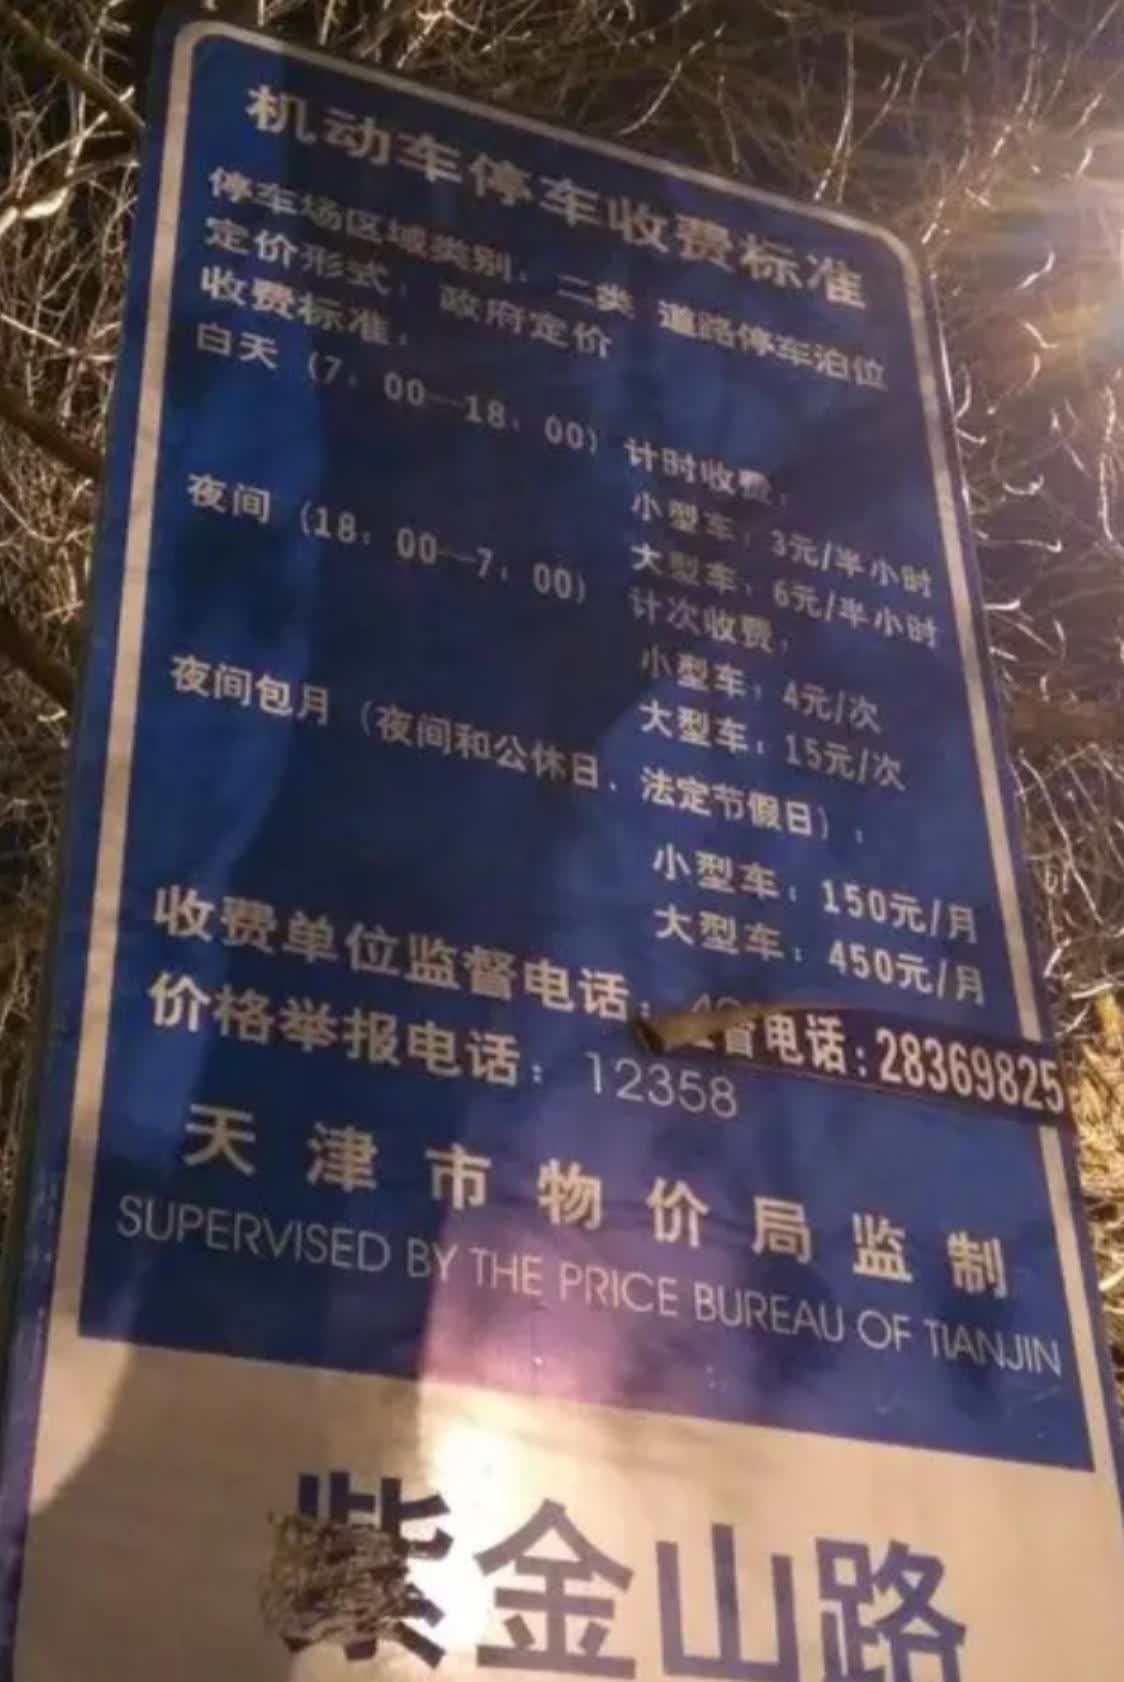 机动车停车收费标准
停车场区域类别：二类 道路停车泊位
定价形式：政府定价
收费标准：
白天（7：00—18：00）计时收费：
小型车：3元/半小时
大型车：6元/半小时
夜间（18：00—7：00）计次收费：
小型车：4元/次
大型车：15元/次
夜间包月（夜间和公休日、法定节假日）：
小型车：150元/月
大型车：450元/月
收费单位监督电话：
督电话：28369825
价格举报电话：12358
天津市物价局监制
SUPERVISED BY THE PRICE BUREAU OF TIANJIN
紫金山路